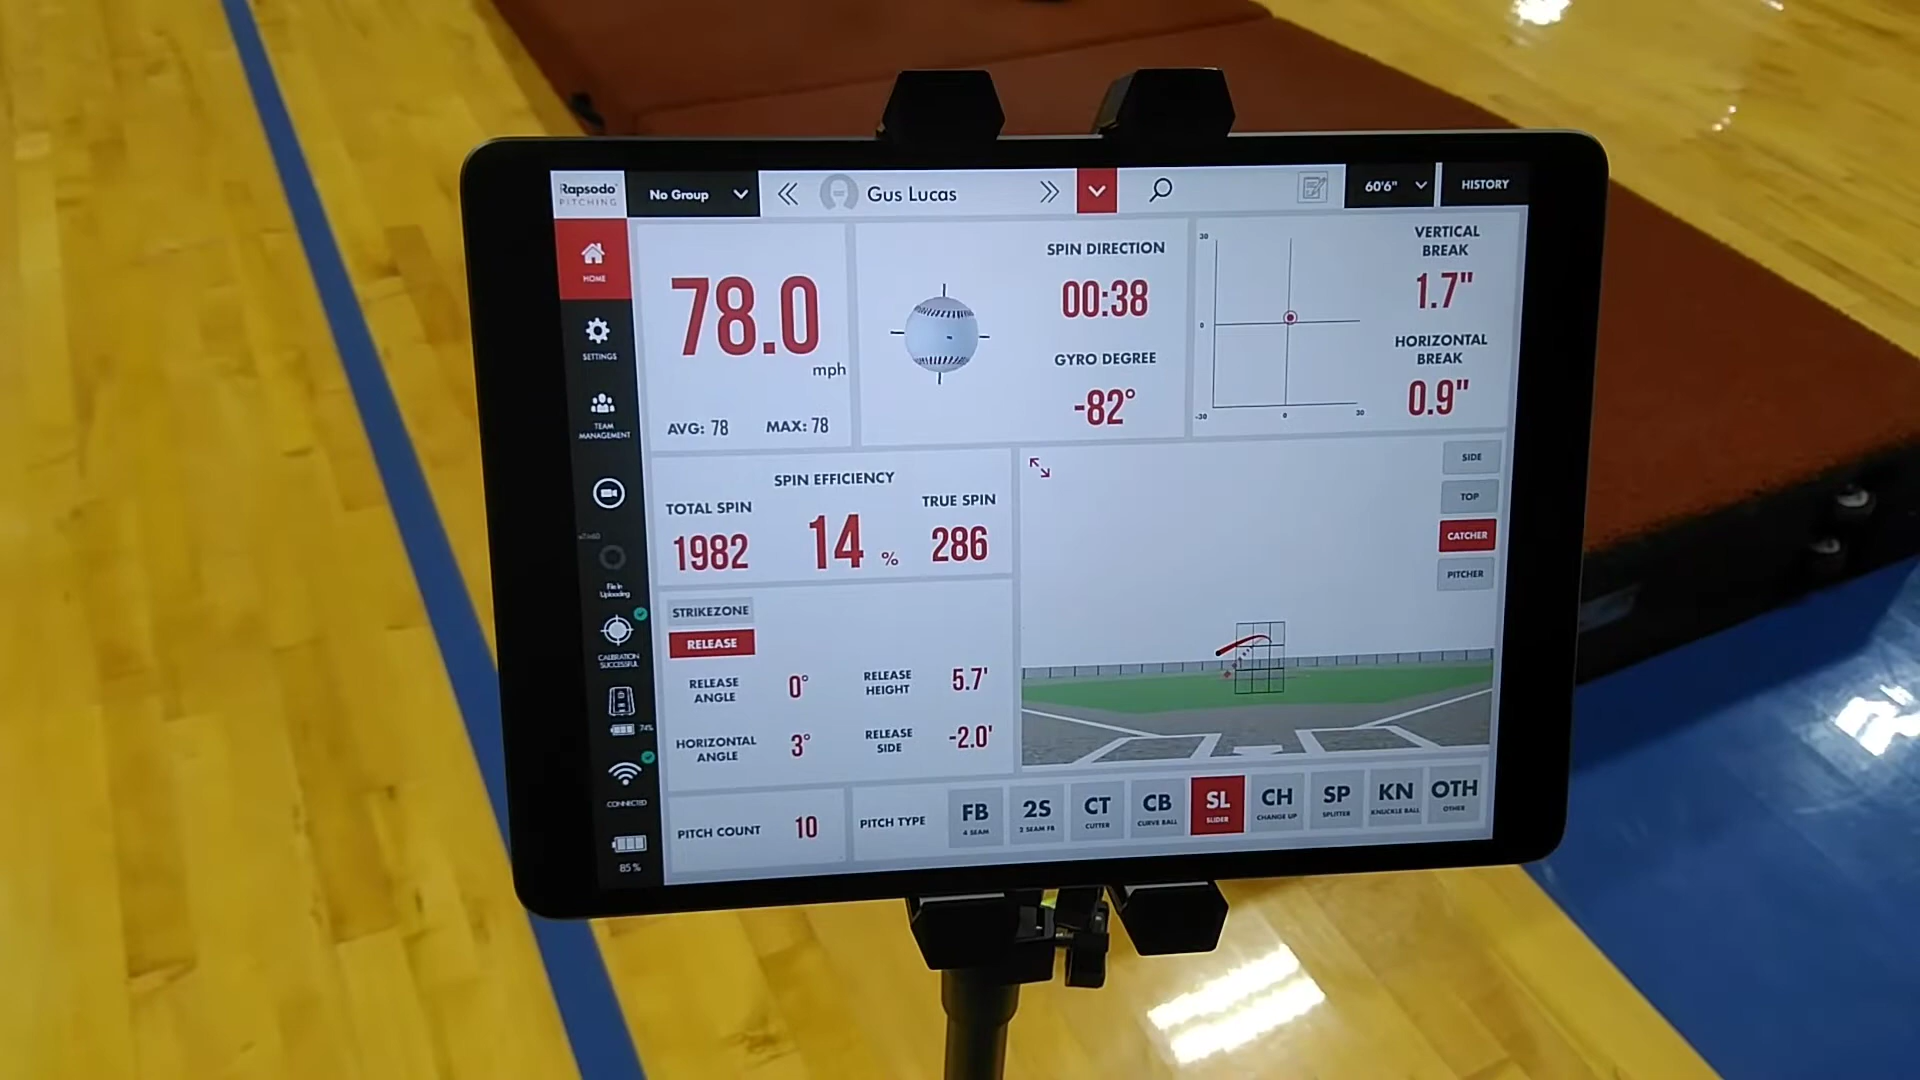 Rapsodo
PITCHING
No Group
Gus Lucas
60'6"
HISTORY
HOME
SETTINGS
TEAM
MANAGEMENT
File is
Uploading
CALIBRATION
SUCCESSFUL
74%
CONNECTED
85%
78.0
mph
AVG: 78
MAX: 78
SPIN DIRECTION
00:38
GYRO DEGREE
-82°
30
0
-30
0
30
VERTICAL
BREAK
1.7"
HORIZONTAL
BREAK
0.9"
SPIN EFFICIENCY
TOTAL SPIN
TRUE SPIN
1982
14 %
286
STRIKEZONE
RELEASE
RELEASE
ANGLE
0°
RELEASE
HEIGHT
5.7'
HORIZONTAL
ANGLE
3°
RELEASE
SIDE
-2.0'
SIDE
TOP
CATCHER
PITCHER
PITCH COUNT
10
PITCH TYPE
FB
4 SEAM
2S
2 SEAM FB
CT
CUTTER
CB
CURVE BALL
SL
SLIDER
CH
CHANGE UP
SP
SPLITTER
KN
KNUCKLE BALL
OTH
OTHER